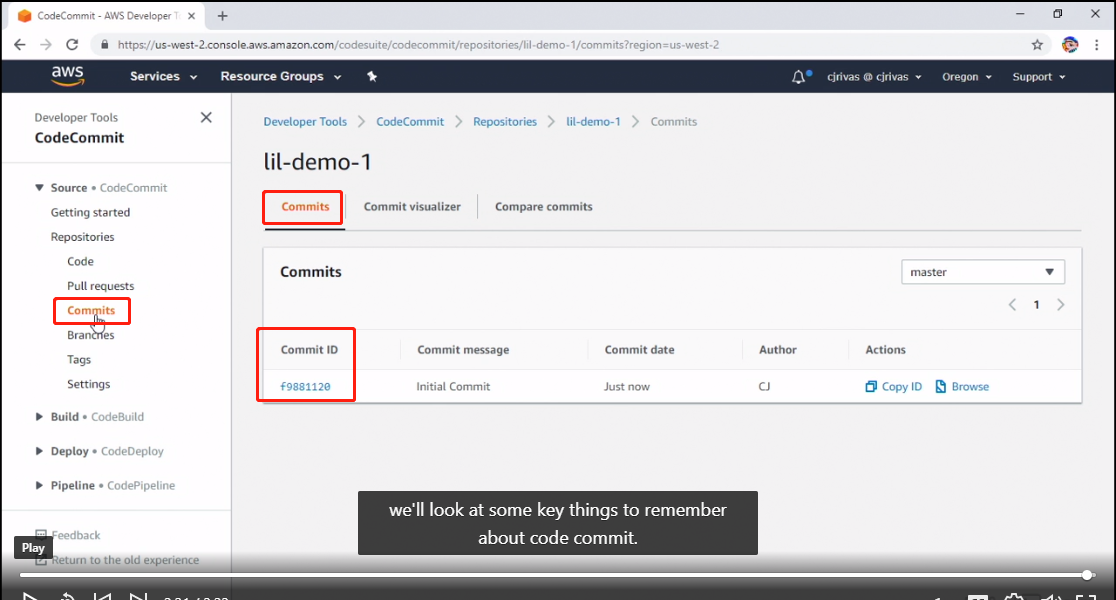 CodeCommit - AWS Developer T
https://us-west-2.console.aws.amazon.com/codesuite/codecommit/repositories/lil-demo-1/commits?region=us-west-2
aws Services Resource Groups cjrivas @ cjrivas Oregon Support
Developer Tools
CodeCommit
Source • CodeCommit
Getting started
Repositories
Code
Pull requests
Commits
Branches
Tags
Settings
Build • CodeBuild
Deploy • CodeDeploy
Pipeline • CodePipeline
Feedback
Return to the old experience
Developer Tools CodeCommit Repositories lil-demo-1 Commits
lil-demo-1
Commits Commit visualizer Compare commits
Commits
master
1
Commit ID Commit message Commit date Author Actions
f9881120 Initial Commit Just now CJ Copy ID Browse
we'll look at some key things to remember
about code commit.
Play